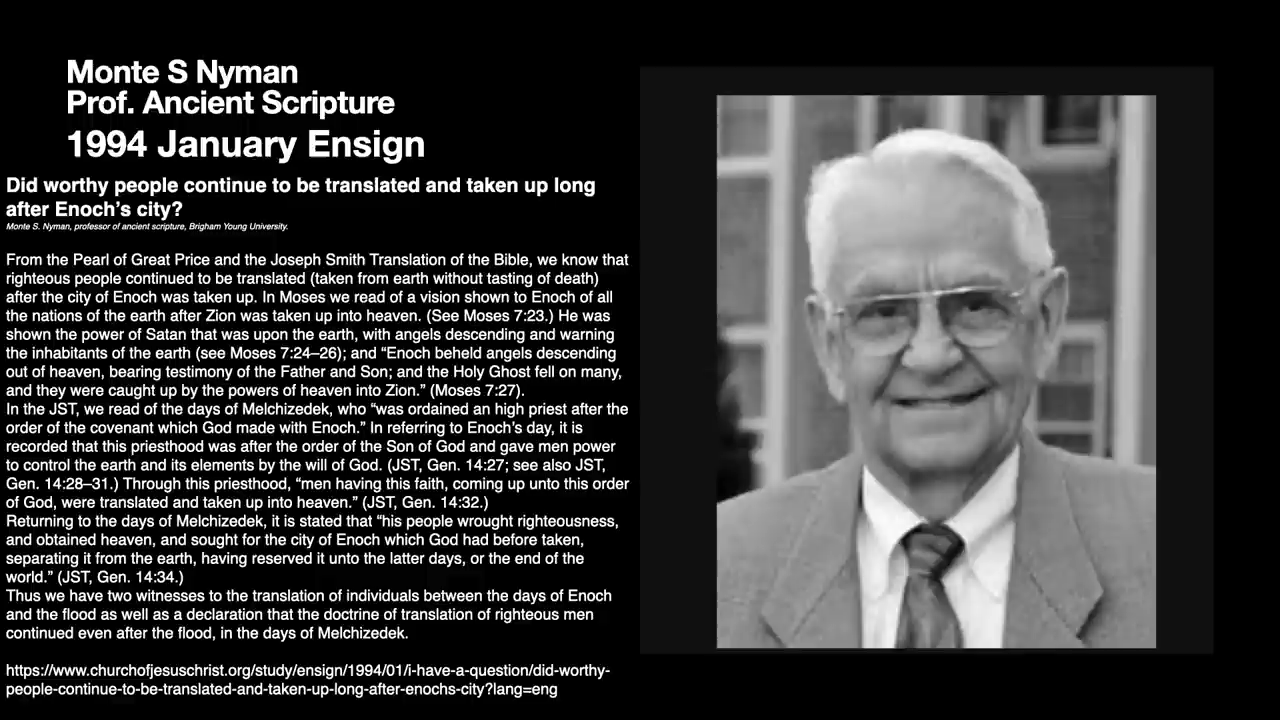 Monte S Nyman
Prof. Ancient Scripture
1994 January Ensign
Did worthy people continue to be translated and taken up long
after Enoch’s city?
Monte S. Nyman, professor of ancient scripture, Brigham Young University.
From the Pearl of Great Price and the Joseph Smith Translation of the Bible, we know that
righteous people continued to be translated (taken from earth without tasting of death)
after the city of Enoch was taken up. In Moses we read of a vision shown to Enoch of all
the nations of the earth after Zion was taken up into heaven. (See Moses 7:23.) He was
shown the power of Satan that was upon the earth, with angels descending and warning
the inhabitants of the earth (see Moses 7:24–26); and “Enoch beheld angels descending
out of heaven, bearing testimony of the Father and Son; and the Holy Ghost fell on many,
and they were caught up by the powers of heaven into Zion.” (Moses 7:27).
In the JST, we read of the days of Melchizedek, who “was ordained an high priest after the
order of the covenant which God made with Enoch.” In referring to Enoch’s day, it is
recorded that this priesthood was after the order of the Son of God and gave men power
to control the earth and its elements by the will of God. (JST, Gen. 14:27; see also JST,
Gen. 14:28–31.) Through this priesthood, “men having this faith, coming up unto this order
of God, were translated and taken up into heaven.” (JST, Gen. 14:32.)
Returning to the days of Melchizedek, it is stated that “his people wrought righteousness,
and obtained heaven, and sought for the city of Enoch which God had before taken,
separating it from the earth, having reserved it unto the latter days, or the end of the
world.” (JST, Gen. 14:34.)
Thus we have two witnesses to the translation of individuals between the days of Enoch
and the flood as well as a declaration that the doctrine of translation of righteous men
continued even after the flood, in the days of Melchizedek.
https://www.churchofjesuschrist.org/study/ensign/1994/01/i-have-a-question/did-worthy-
people-continue-to-be-translated-and-taken-up-long-after-enochs-city?lang=eng